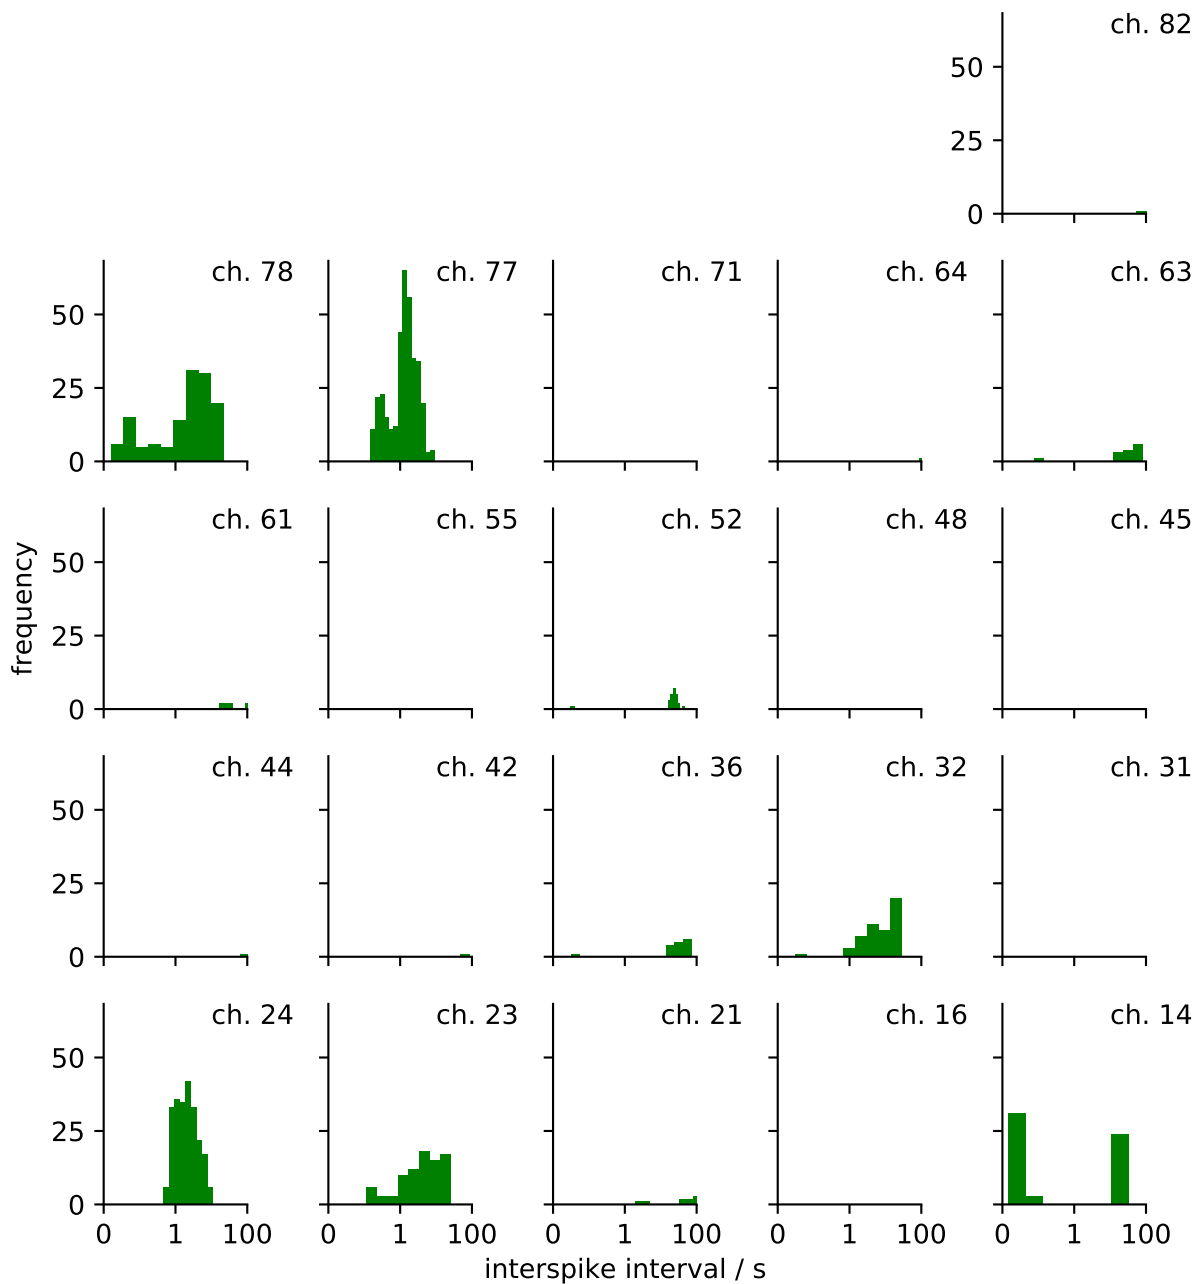 ch. 82
50
25
0
ch. 78
ch. 77
ch. 71
ch. 64
ch. 63
50
25
0
ch. 61
ch. 55
ch. 52
ch. 48
ch. 45
50
25
0
frequency
ch. 44
ch. 42
ch. 36
ch. 32
ch. 31
50
25
0
ch. 24
ch. 23
ch. 21
ch. 16
ch. 14
50
25
0
0 1 100 0 1 100 0 1 100 0 1 100 0 1 100
interspike interval / s